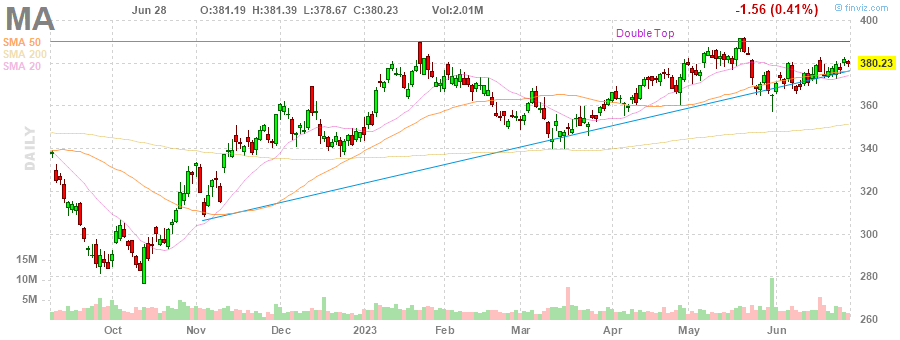 MA Jun 28 O:381.19 H:381.39 L:378.67 C:380.23 Vol:2.01M -1.56 (0.41%)
© finviz.com
SMA 50
SMA 200
SMA 20
Double Top
DAILY
400
380.23
360
340
320
300
280
260
15M
10M
5M
Oct Nov Dec 2023 Feb Mar Apr May Jun